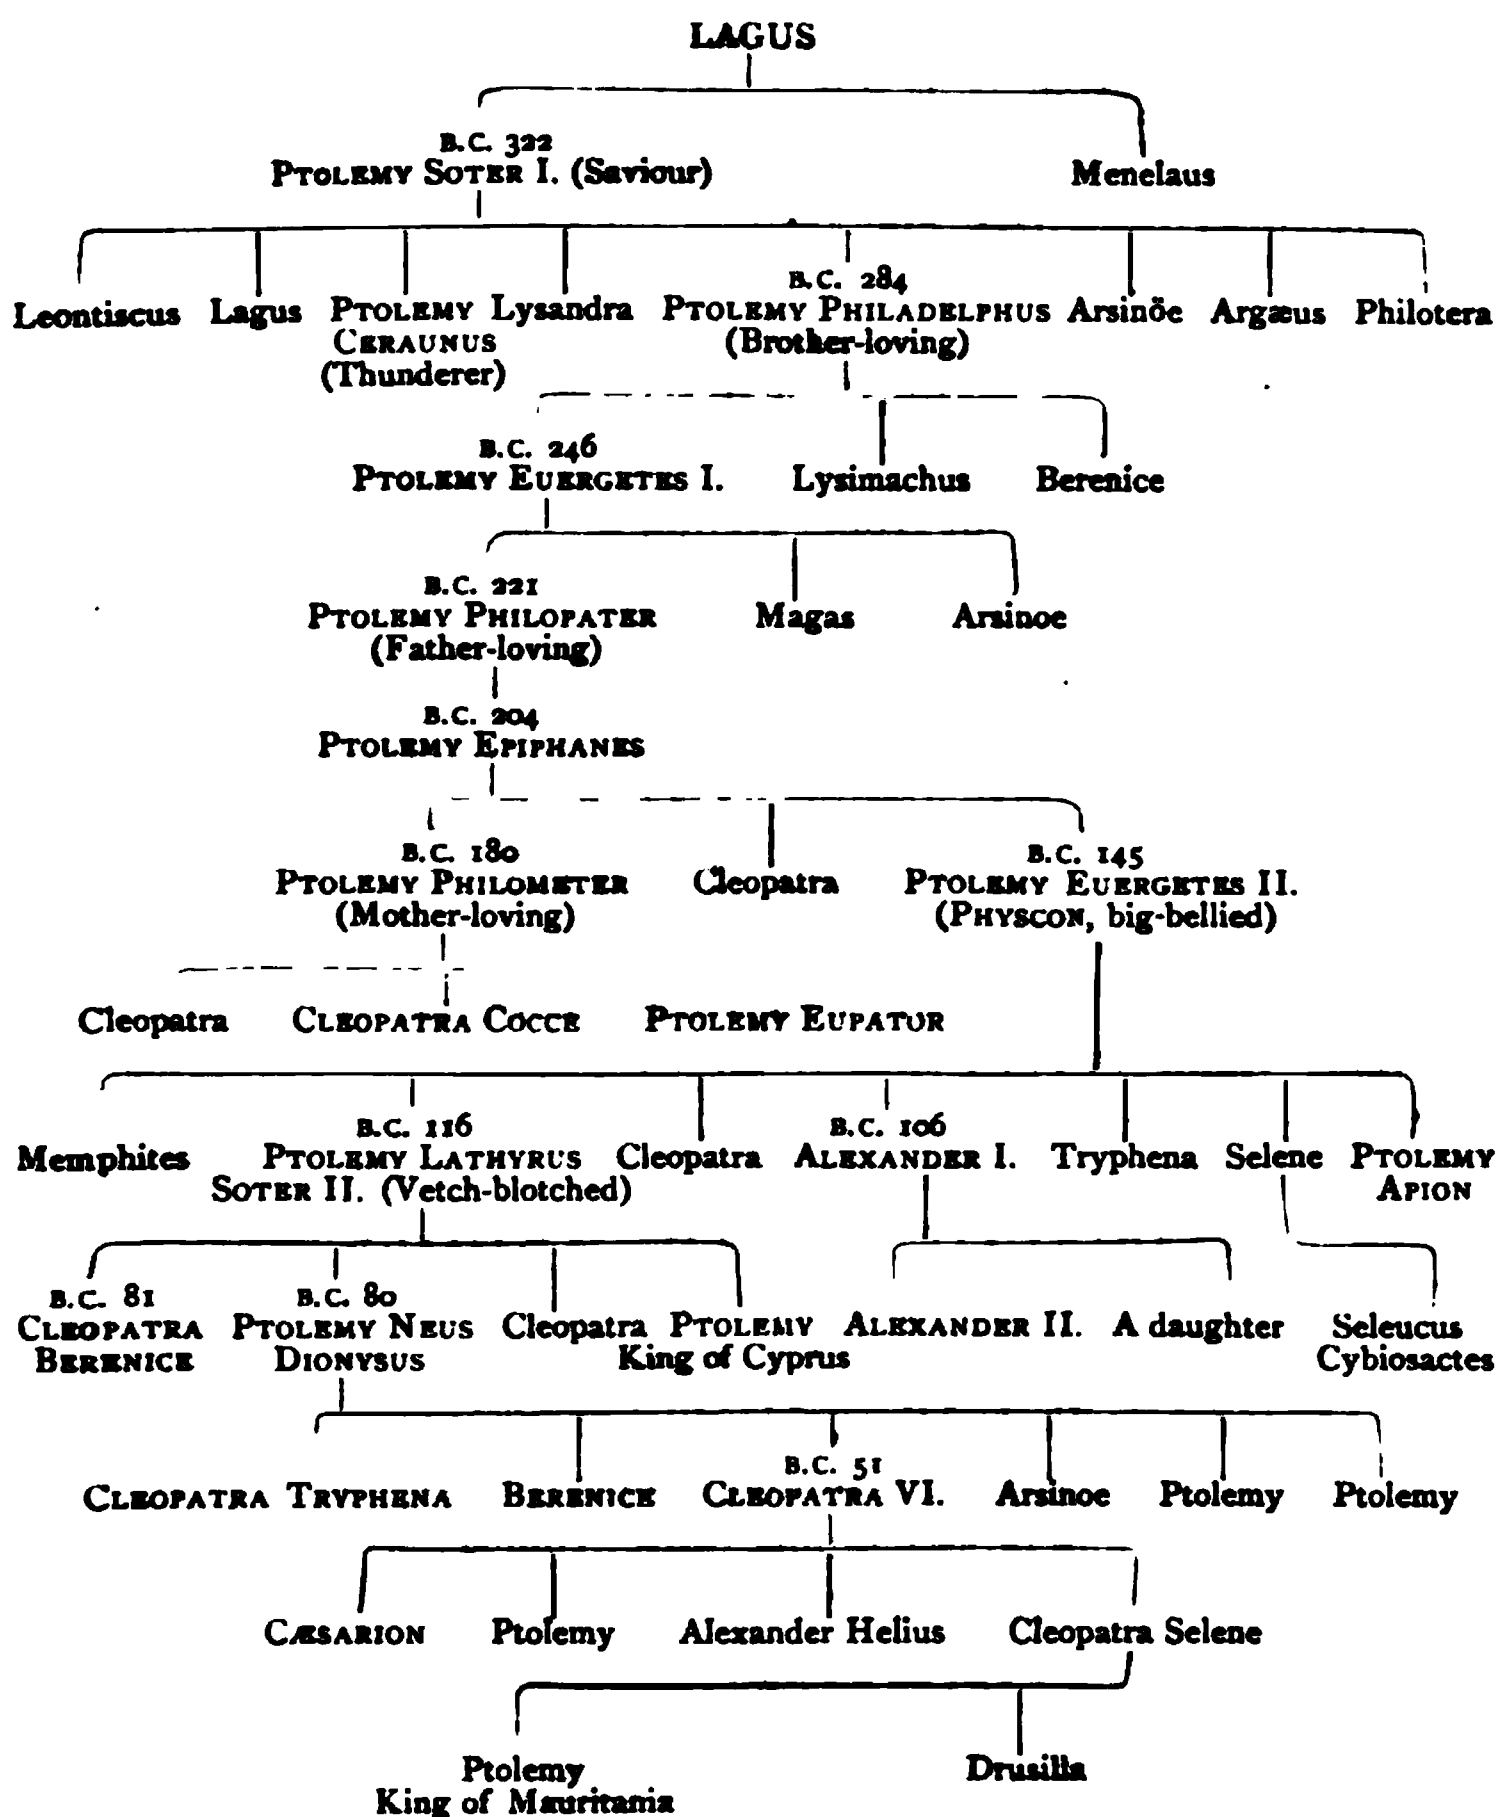 LAGUS
B.C. 322
PTOLEMY SOTER I. (Saviour) Menelaus
B.C. 284
Leontiscus Lagus PTOLEMY Lysandra PTOLEMY PHILADELPHUS Arsinöe Argæus Philotera
CERAUNUS (Brother-loving)
(Thunderer)
B.C. 246
PTOLEMY EUERGETES I. Lysimachus Berenice
B.C. 221
PTOLEMY PHILOPATER Magas Arsinoe
(Father-loving)
B.C. 204
PTOLEMY EPIPHANES
B.C. 180 B.C. 145
PTOLEMY PHILOMETER Cleopatra PTOLEMY EUERGETES II.
(Mother-loving) (PHYSCON, big-bellied)
Cleopatra CLEOPATRA COCCE PTOLEMY EUPATUR
B.C. 116 B.C. 106
Memphites PTOLEMY LATHYRUS Cleopatra ALEXANDER I. Tryphena Selene PTOLEMY
SOTER II. (Vetch-blotched) APION
B.C. 81 B.C. 80
CLEOPATRA PTOLEMY NEUS Cleopatra PTOLEMY ALEXANDER II. A daughter Seleucus
BERENICE DIONYSUS King of Cyprus Cybiosactes
B.C. 51
CLEOPATRA TRYPHENA BERENICE CLEOPATRA VI. Arsinoe Ptolemy Ptolemy
CÆSARION Ptolemy Alexander Helius Cleopatra Selene
Ptolemy Drusilla
King of Mauritania